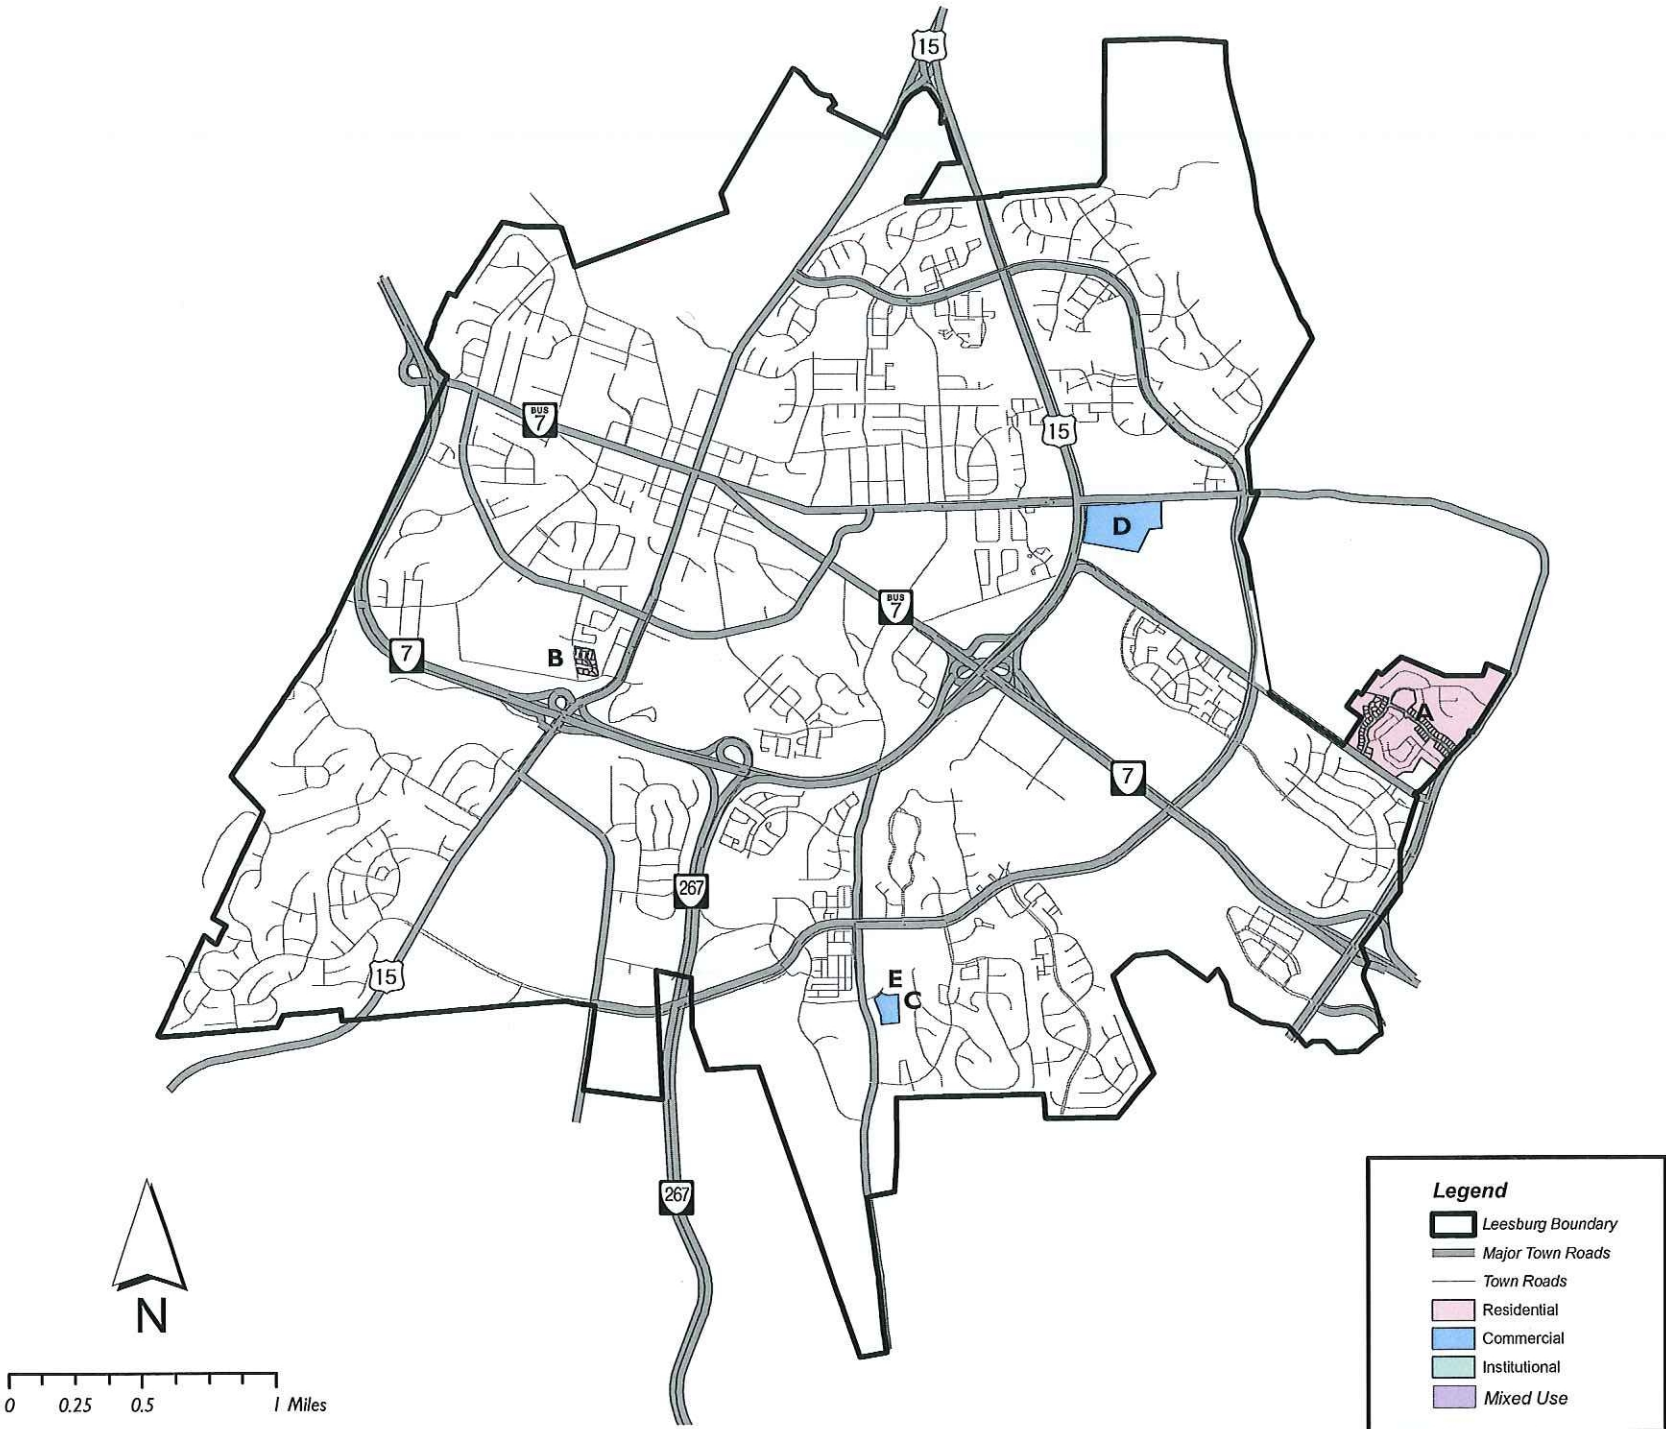 15
BUS
7
15
D
BUS
7
7
B
A
7
267
15
E
C
267
N
0 0.25 0.5 1 Miles
Legend
Leesburg Boundary
Major Town Roads
Town Roads
Residential
Commercial
Institutional
Mixed Use